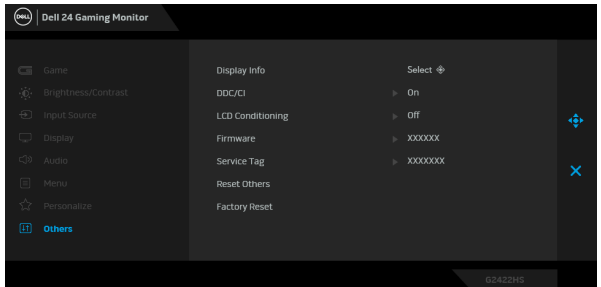 DELL Dell 24 Gaming Monitor
Game
Brightness/Contrast
Input Source
Display
Audio
Menu
Personalize
Others
Display Info Select
DDC/CI On
LCD Conditioning Off
Firmware XXXXXX
Service Tag XXXXXXX
Reset Others
Factory Reset
G2422HS